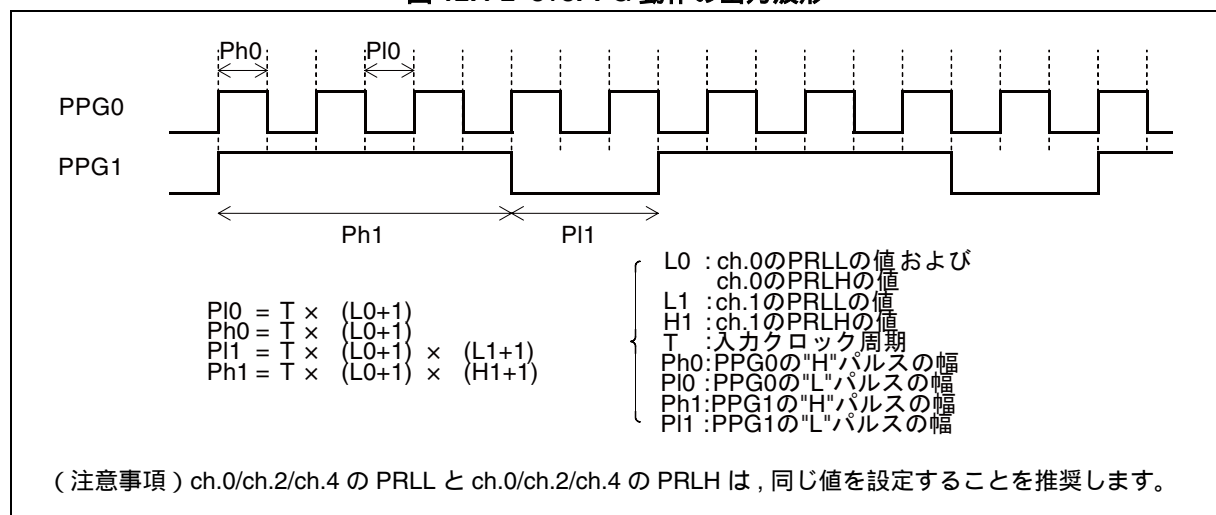 Ph0
Pl0
PPG0
PPG1
Ph1
Pl1
Pl0 = T × (L0+1)
Ph0 = T × (L0+1)
Pl1 = T × (L0+1) × (L1+1)
Ph1 = T × (L0+1) × (H1+1)
L0 : ch.0のPRLLの値および
ch.0のPRLHの値
L1 : ch.1のPRLLの値
H1 : ch.1のPRLHの値
T :入力クロック周期
Ph0:PPG0の"H"パルスの幅
Pl0 :PPG0の"L"パルスの幅
Ph1:PPG1の"H"パルスの幅
Pl1 :PPG1の"L"パルスの幅
(注意事項) ch.0/ch.2/ch.4 の PRLL と ch.0/ch.2/ch.4 の PRLH は , 同じ値を設定することを推奨します。